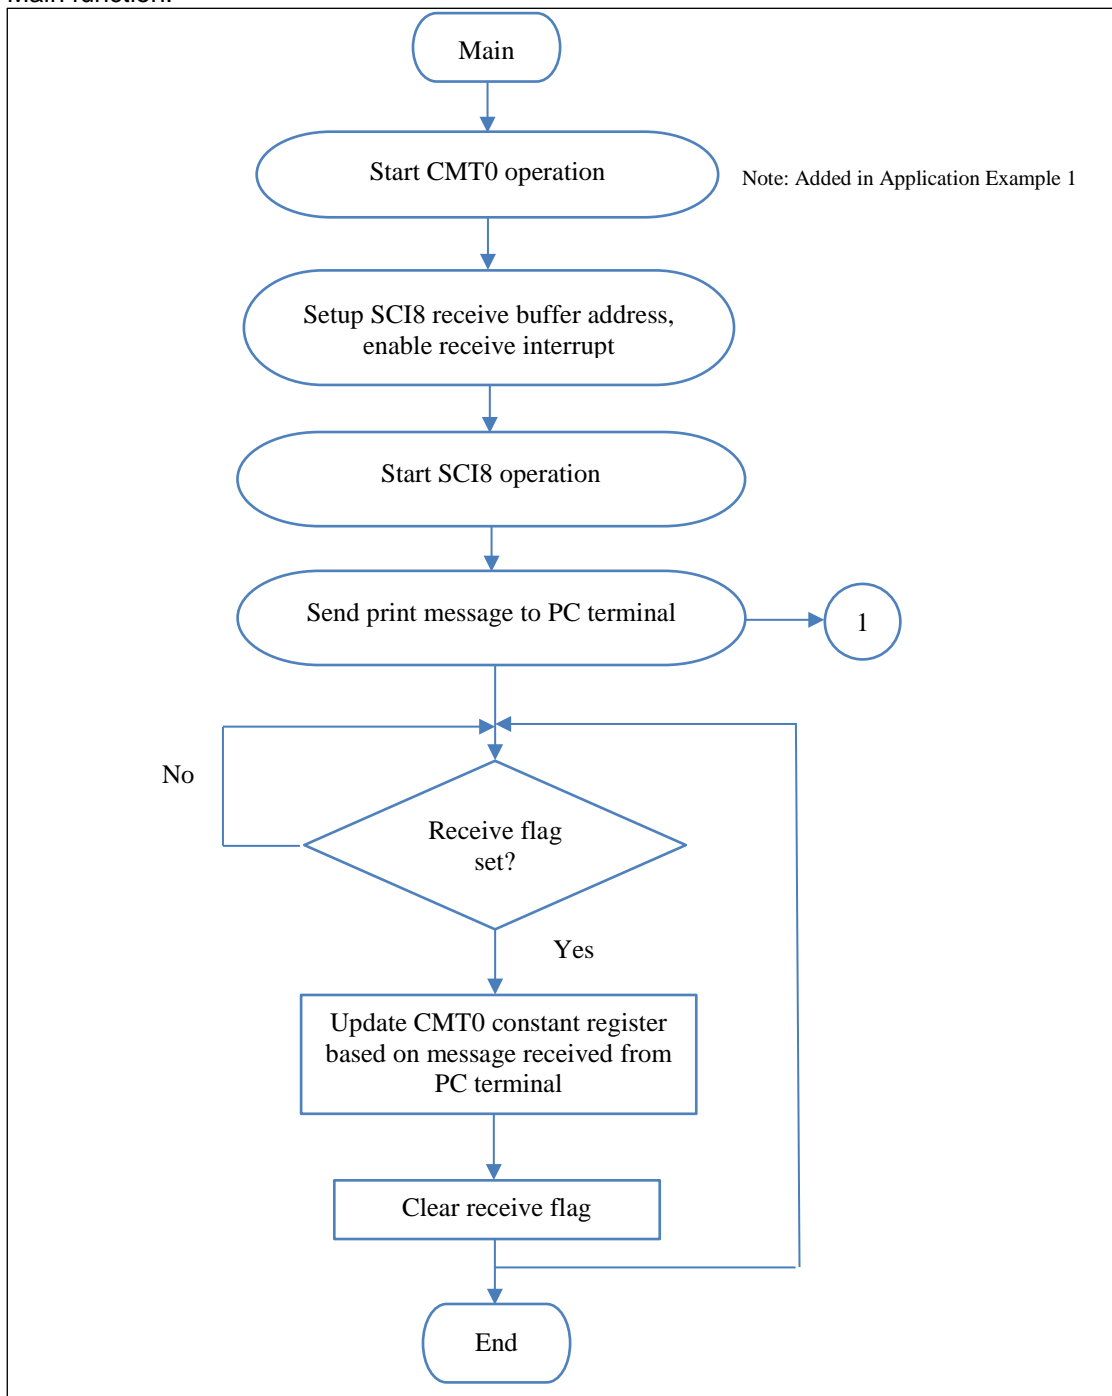 Main function:
Main
Start CMT0 operation
Note: Added in Application Example 1
Setup SCI8 receive buffer address,
enable receive interrupt
Start SCI8 operation
Send print message to PC terminal
1
No
Receive flag
set?
Yes
Update CMT0 constant register
based on message received from
PC terminal
Clear receive flag
End